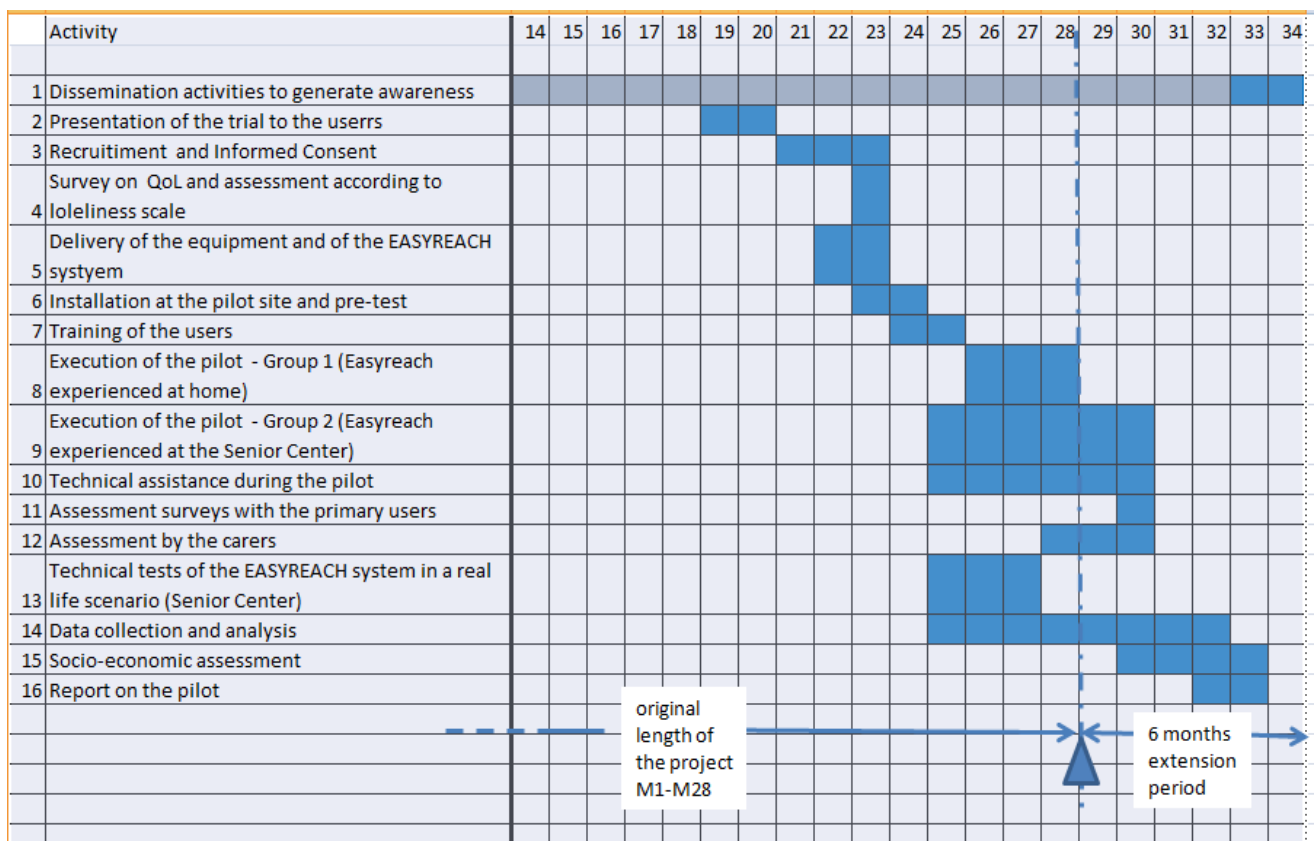 Activity 14 15 16 17 18 19 20 21 22 23 24 25 26 27 28 29 30 31 32 33 34
1 Dissemination activities to generate awareness
2 Presentation of the trial to the userrs
3 Recruitiment and Informed Consent
Survey on QoL and assessment according to
4 loleliness scale
Delivery of the equipment and of the EASYREACH
5 systyem
6 Installation at the pilot site and pre-test
7 Training of the users
Execution of the pilot - Group 1 (Easyreach
8 experienced at home)
Execution of the pilot - Group 2 (Easyreach
9 experienced at the Senior Center)
10 Technical assistance during the pilot
11 Assessment surveys with the primary users
12 Assessment by the carers
Technical tests of the EASYREACH system in a real
13 life scenario (Senior Center)
14 Data collection and analysis
15 Socio-economic assessment
16 Report on the pilot
original
length of
the project
M1-M28
6 months
extension
period